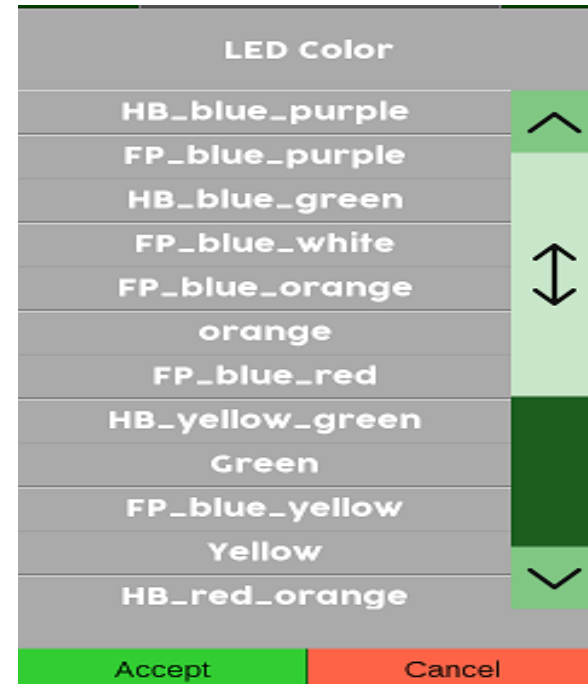 LED Color
HB_blue_purple
FP_blue_purple
HB_blue_green
FP_blue_white
FP_blue_orange
orange
FP_blue_red
HB_yellow_green
Green
FP_blue_yellow
Yellow
HB_red_orange
Accept
Cancel